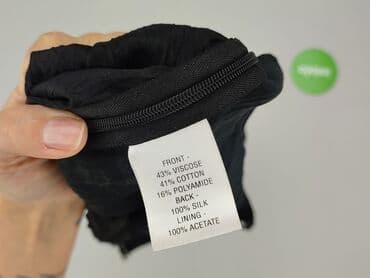 FRONT -
43% VISCOSE
41% COTTON
16% POLYAMIDE
BACK -
100% SILK
LINING -
100% ACETATE